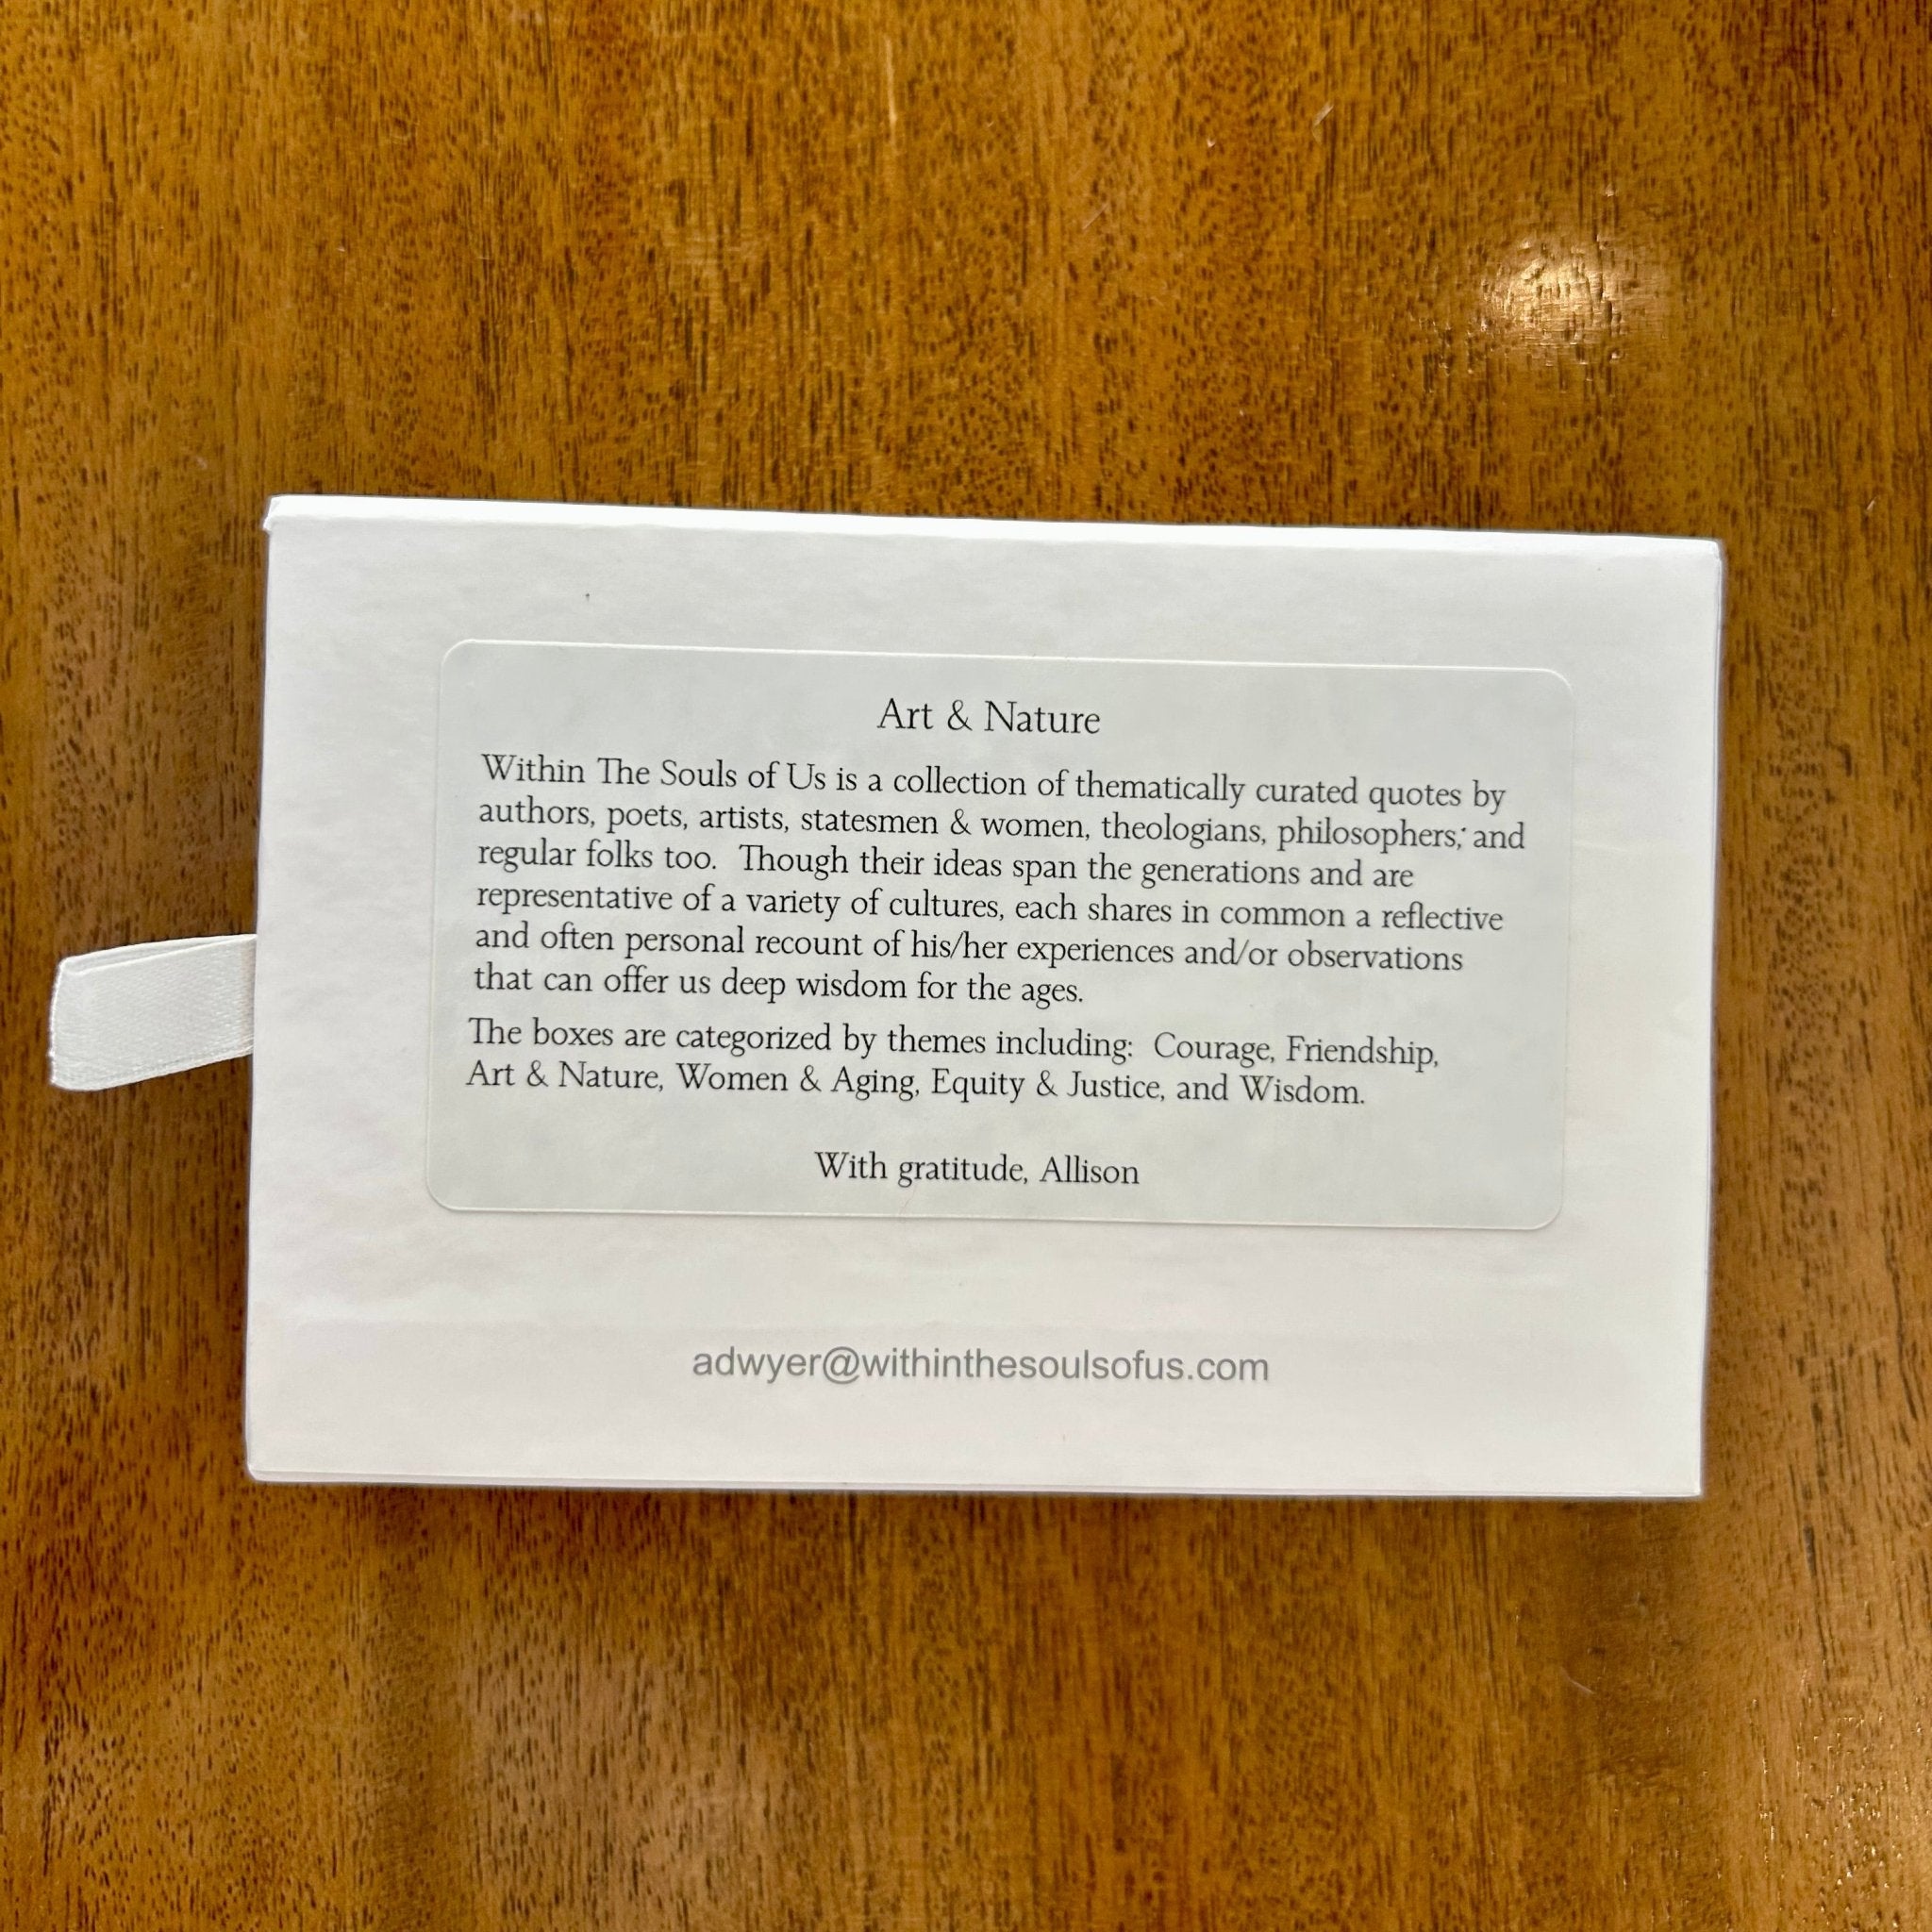 Art & Nature
Within The Souls of Us is a collection of thematically curated quotes by
authors, poets, artists, statesmen & women, theologians, philosophers; and
regular folks too.  Though their ideas span the generations and are
representative of a variety of cultures, each shares in common a reflective
and often personal recount of his/her experiences and/or observations
that can offer us deep wisdom for the ages.
The boxes are categorized by themes including:  Courage, Friendship,
Art & Nature, Women & Aging, Equity & Justice, and Wisdom.
With gratitude, Allison
adwyer@withinthesoulsofus.com